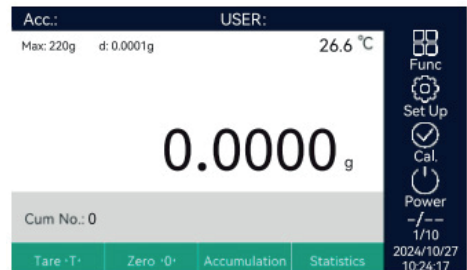 Acc.: USER:
Max: 220g d: 0.0001g 26.6 °C
0.0000 g
Cum No.: 0
Tare ·T· Zero ·0· Accumulation Statistics
Func
Set Up
Cal.
Power
-/--
1/10
2024/10/27
10:24:17